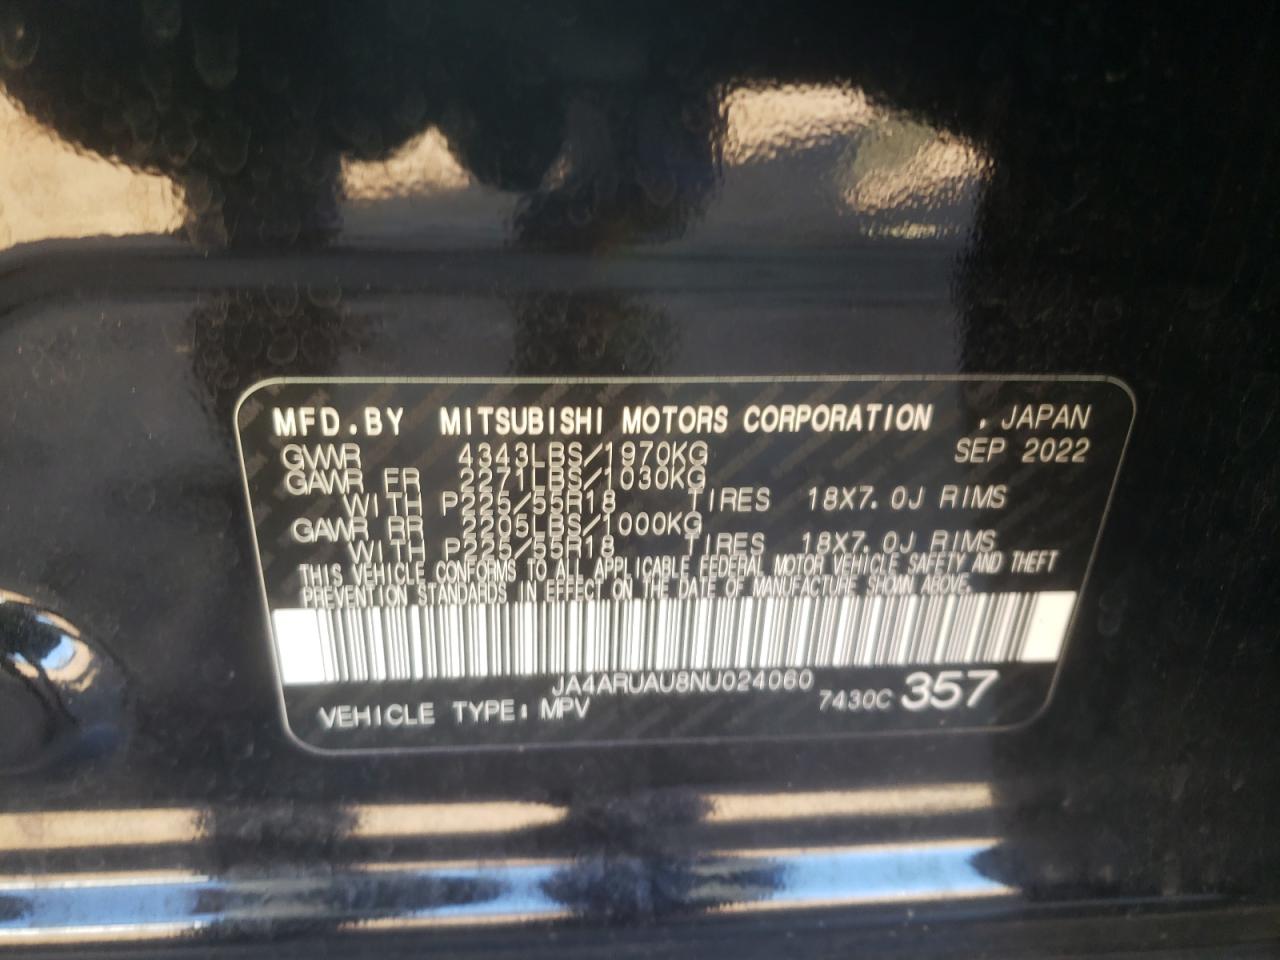 MFD.BY MITSUBISHI MOTORS CORPORATION .JAPAN
GVWR 4343LBS/1970KG SEP 2022
GAWR FR 2271LBS/1030KG
WITH P225/55R18 TIRES 18X7.0J RIMS
GAWR RR 2205LBS/1000KG
WITH P225/55R18 TIRES 18X7.0J RIMS
THIS VEHICLE CONFORMS TO ALL APPLICABLE FEDERAL MOTOR VEHICLE SAFETY AND THEFT
PREVENTION STANDARDS IN EFFECT ON THE DATE OF MANUFACTURE SHOWN ABOVE.
JA4ARUAU8NU024060
VEHICLE TYPE: MPV 7430C 357